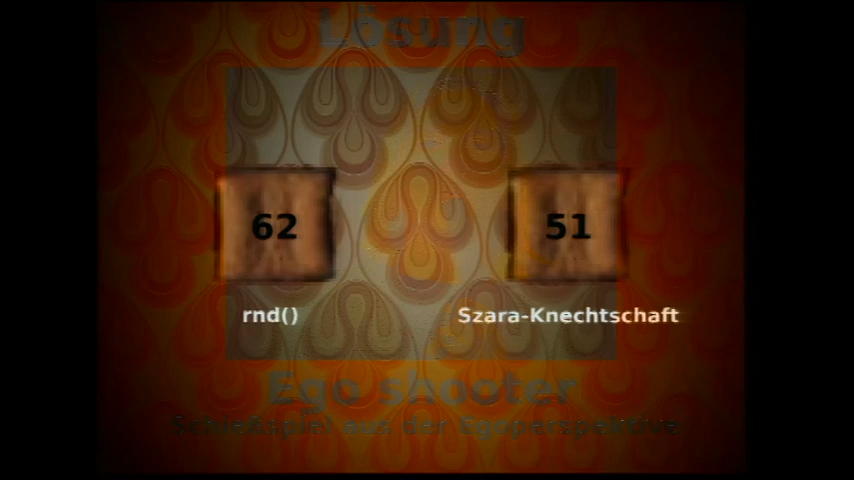 Lösung
62 51
rnd() Szara-Knechtschaft
Ego shooter
Schießspiel aus der Egoperspektive